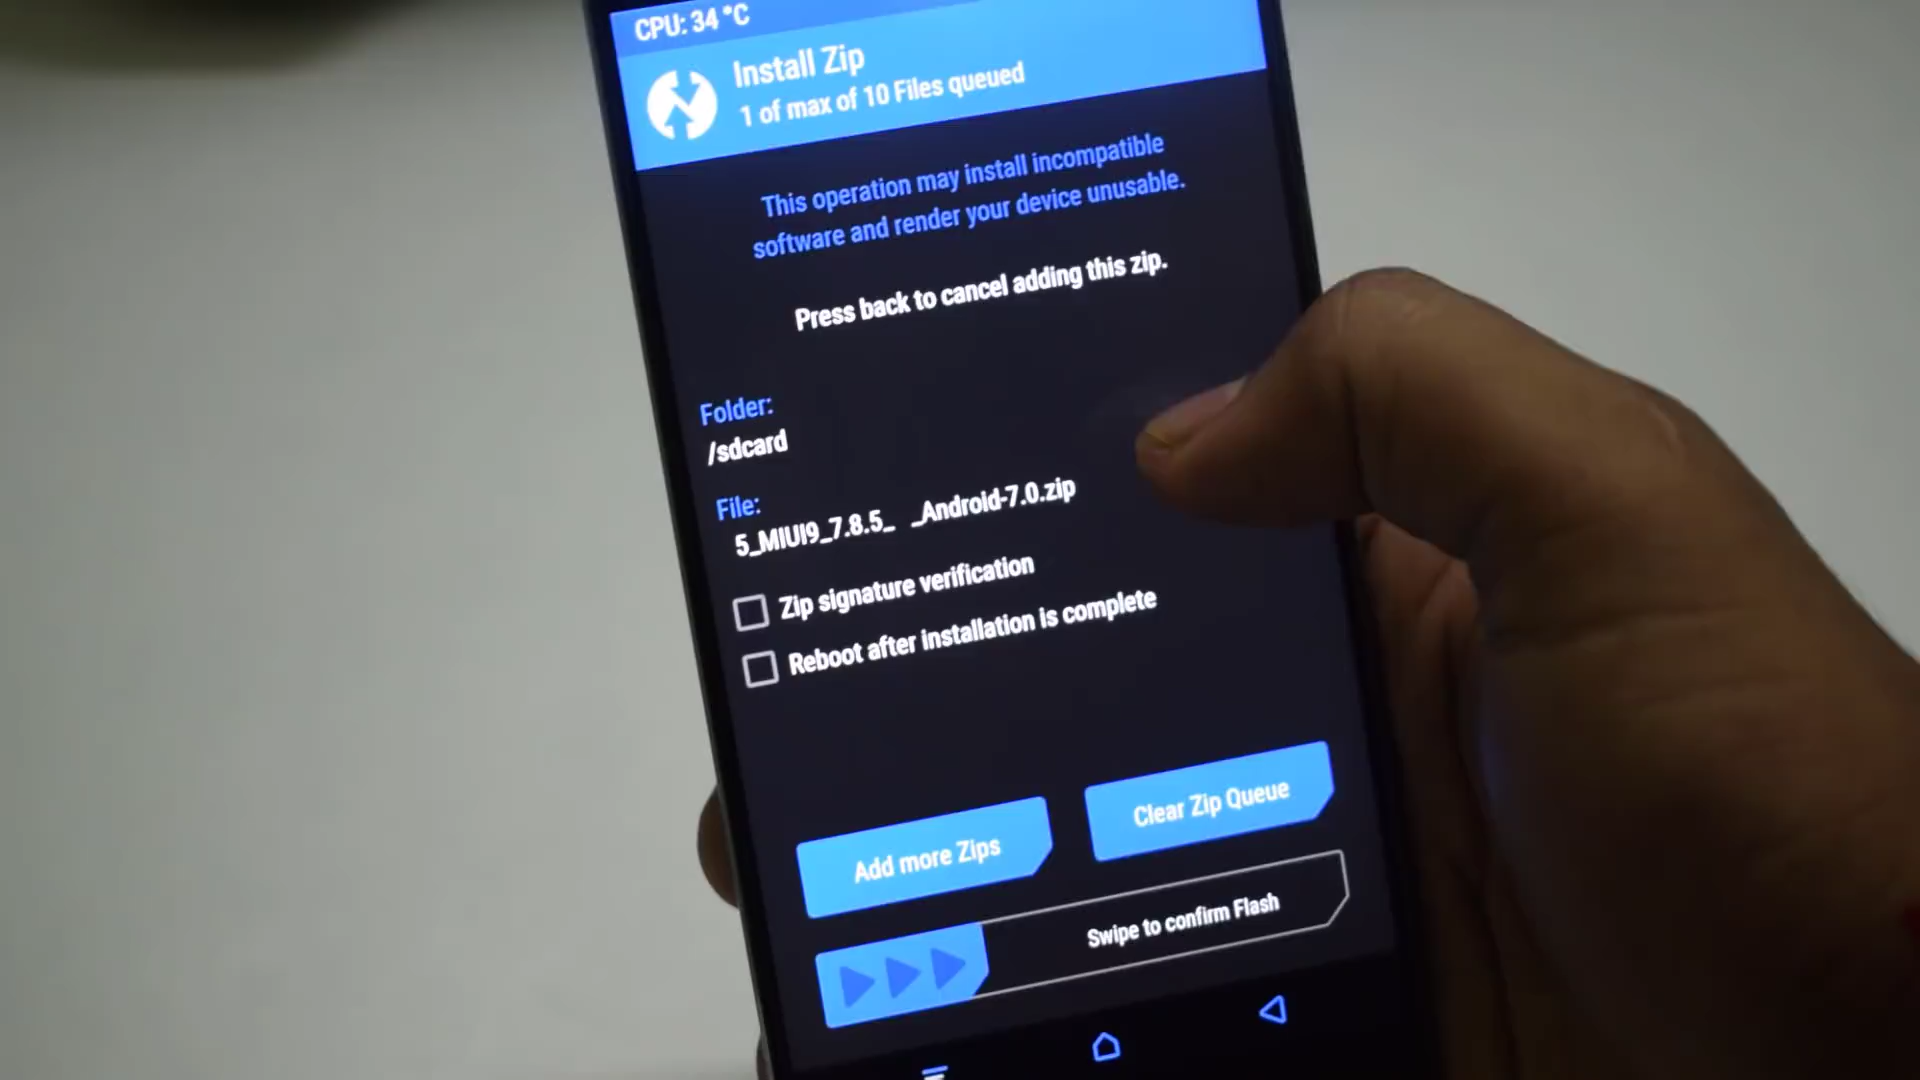 CPU: 34 °C
Install Zip
1 of max of 10 Files queued
This operation may install incompatible
software and render your device unusable.
Press back to cancel adding this zip.
Folder:
/sdcard
File:
5_MIUI9_7.8.5_  _Android-7.0.zip
Zip signature verification
Reboot after installation is complete
Add more Zips
Clear Zip Queue
Swipe to confirm Flash